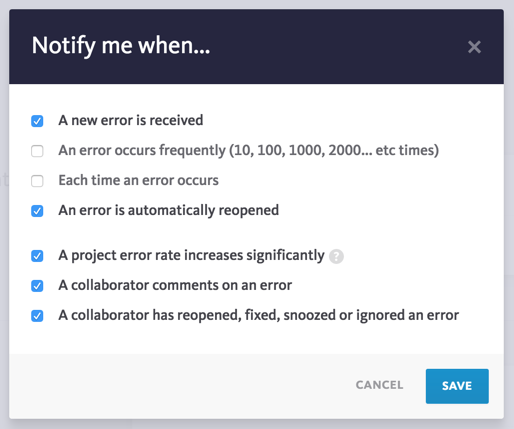 Notify me when...
×
A new error is received
An error occurs frequently (10, 100, 1000, 2000... etc times)
Each time an error occurs
An error is automatically reopened
A project error rate increases significantly ?
A collaborator comments on an error
A collaborator has reopened, fixed, snoozed or ignored an error
CANCEL SAVE